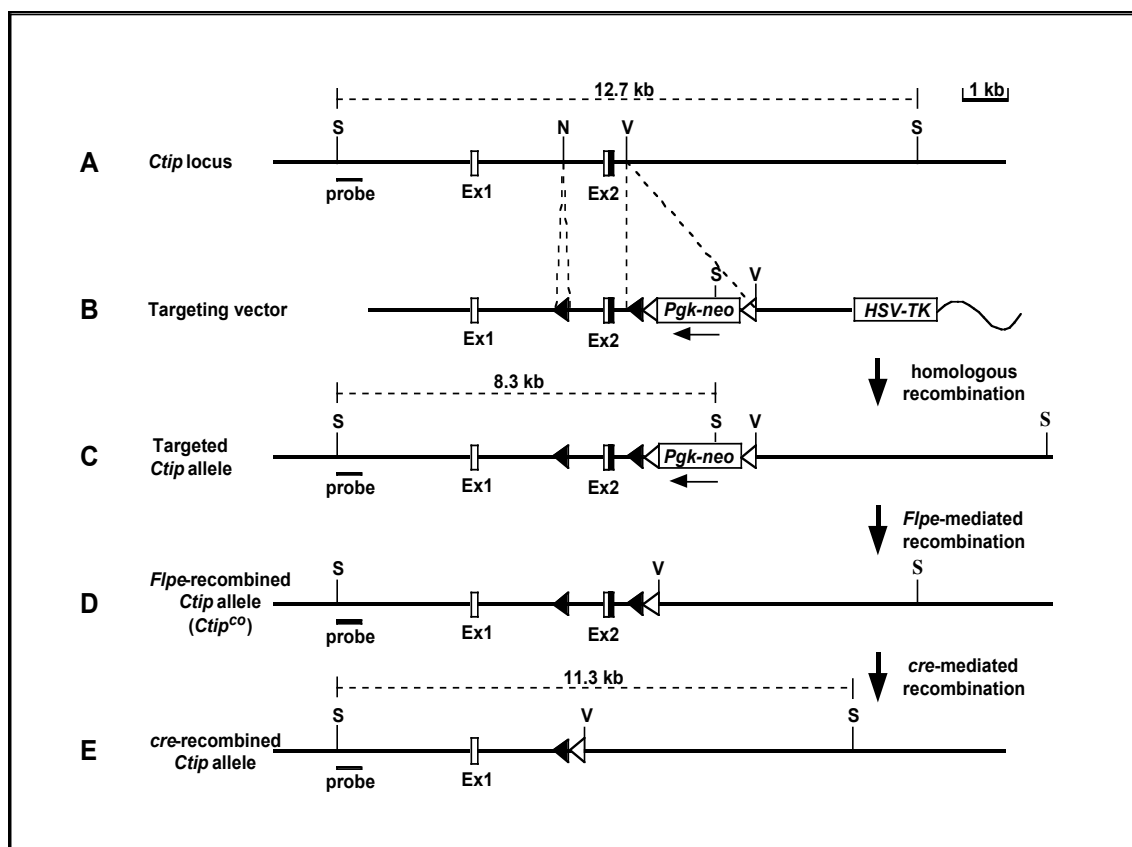 12.7 kb
1 kb
S N V S
A Ctip locus
probe Ex1 Ex2
S V
B Targeting vector Pgk-neo HSV-TK
Ex1 Ex2
homologous
recombination
8.3 kb
S S V S
C Targeted
Ctip allele
Pgk-neo
probe Ex1 Ex2
Flpe-mediated
recombination
S V S
D Flpe-recombined
Ctip allele
(Ctip^co)
probe Ex1 Ex2
cre-mediated
recombination
11.3 kb
S V S
E cre-recombined
Ctip allele
probe Ex1